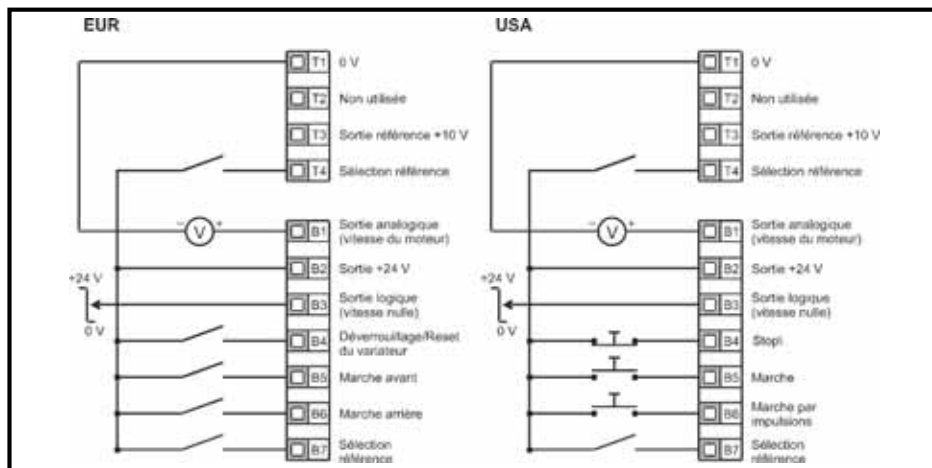 EUR
T1 0 V
T2 Non utilisée
T3 Sortie référence +10 V
T4 Sélection référence
− V +
B1 Sortie analogique
(vitesse du moteur)
B2 Sortie +24 V
+24 V
0 V
B3 Sortie logique
(vitesse nulle)
B4 Déverrouillage/Reset
du variateur
B5 Marche avant
B6 Marche arrière
B7 Sélection
référence
USA
T1 0 V
T2 Non utilisée
T3 Sortie référence +10 V
T4 Sélection référence
− V +
B1 Sortie analogique
(vitesse du moteur)
B2 Sortie +24 V
+24 V
0 V
B3 Sortie logique
(vitesse nulle)
B4 Stop\
B5 Marche
B6 Marche par
impulsions
B7 Sélection
référence